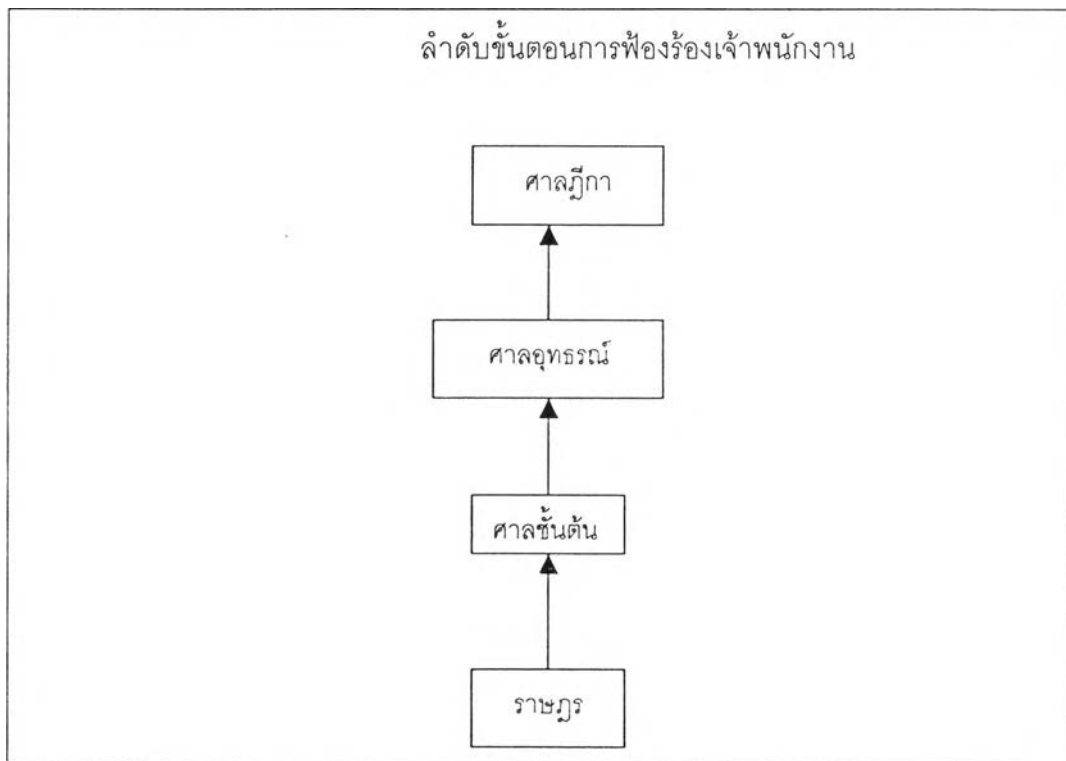 ลำดับขั้นตอนการฟ้องร้องเจ้าพนักงาน
ศาลฎีกา
ศาลอุทธรณ์
ศาลชั้นต้น
ราษฎร